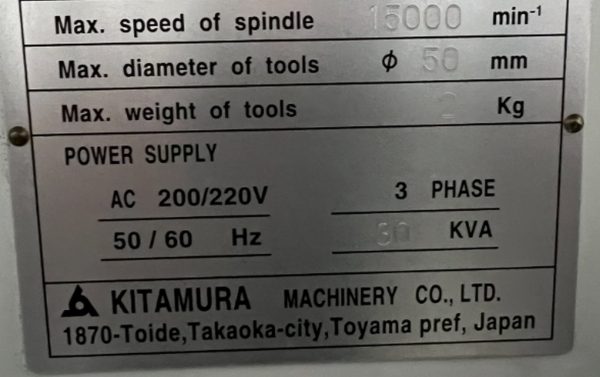 Max. speed of spindle 15000 min-1
Max. diameter of tools ϕ 50 mm
Max. weight of tools 2 Kg
POWER SUPPLY
AC 200/220V 3 PHASE
50 / 60 Hz 30 KVA
KITAMURA MACHINERY CO., LTD.
1870-Toide,Takaoka-city,Toyama pref, Japan